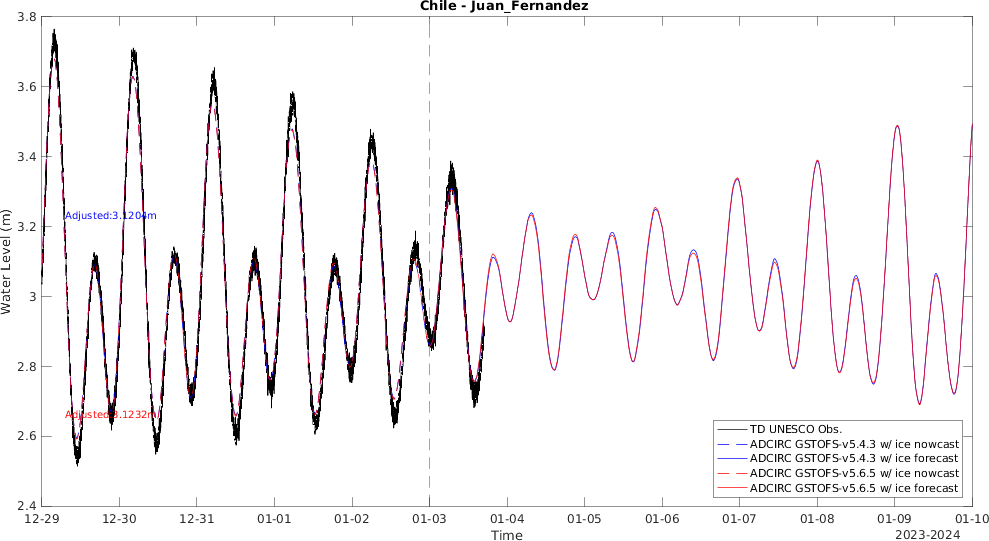 Chile - Juan_Fernandez
3.8
3.6
3.4
3.2
3
2.8
2.6
2.4
Water Level (m)
Adjusted:3.1204m
Adjusted:3.1232m
TD UNESCO Obs.
ADCIRC GSTOFS-v5.4.3 w/ ice nowcast
ADCIRC GSTOFS-v5.4.3 w/ ice forecast
ADCIRC GSTOFS-v5.6.5 w/ ice nowcast
ADCIRC GSTOFS-v5.6.5 w/ ice forecast
12-29 12-30 12-31 01-01 01-02 01-03 01-04 01-05 01-06 01-07 01-08 01-09 01-10
Time
2023-2024